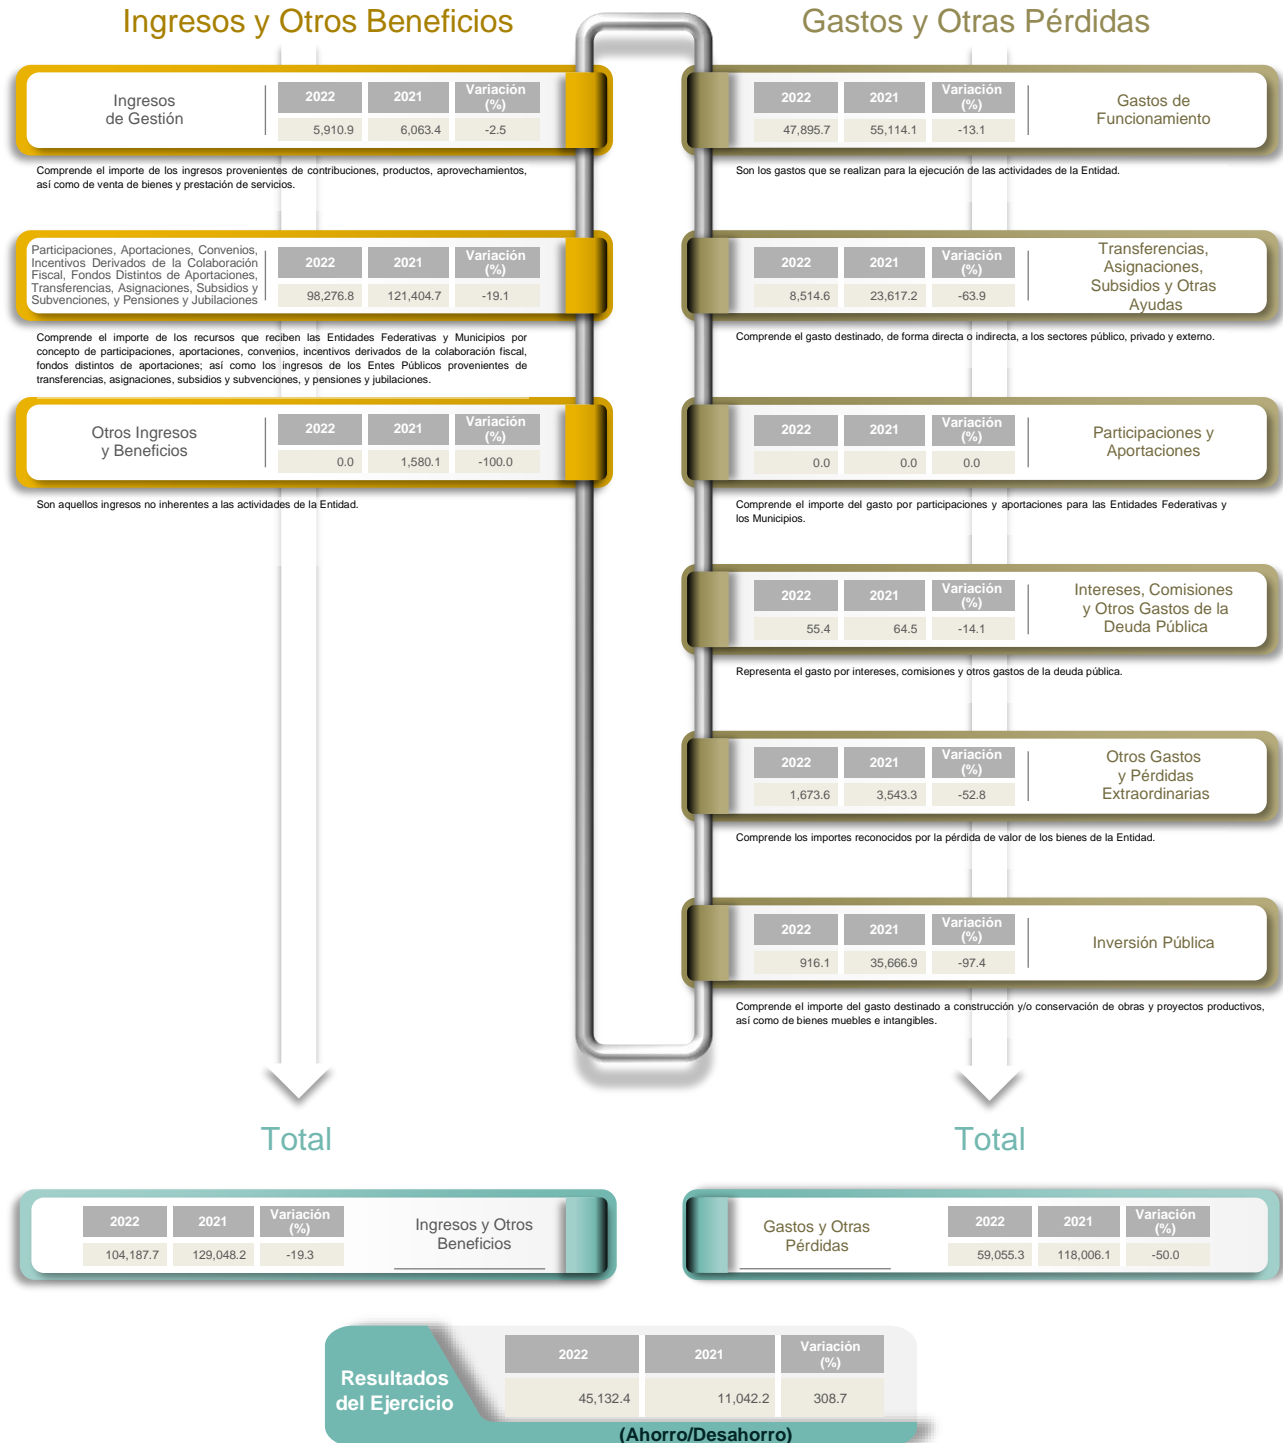 Ingresos y Otros Beneficios
Ingresos
de Gestión
2022 2021 Variación
(%)
5,910.9 6,063.4 -2.5
Comprende el importe de los ingresos provenientes de contribuciones, productos, aprovechamientos,
así como de venta de bienes y prestación de servicios.
Participaciones, Aportaciones, Convenios,
Incentivos Derivados de la Colaboración
Fiscal, Fondos Distintos de Aportaciones,
Transferencias, Asignaciones, Subsidios y
Subvenciones, y Pensiones y Jubilaciones
2022 2021 Variación
(%)
98,276.8 121,404.7 -19.1
Comprende el importe de los recursos que reciben las Entidades Federativas y Municipios por
concepto de participaciones, aportaciones, convenios, incentivos derivados de la colaboración fiscal,
fondos distintos de aportaciones; así como los ingresos de los Entes Públicos provenientes de
transferencias, asignaciones, subsidios y subvenciones, y pensiones y jubilaciones.
Otros Ingresos
y Beneficios
2022 2021 Variación
(%)
0.0 1,580.1 -100.0
Son aquellos ingresos no inherentes a las actividades de la Entidad.
Gastos y Otras Pérdidas
2022 2021 Variación
(%)
47,895.7 55,114.1 -13.1
Gastos de
Funcionamiento
Son los gastos que se realizan para la ejecución de las actividades de la Entidad.
2022 2021 Variación
(%)
8,514.6 23,617.2 -63.9
Transferencias,
Asignaciones,
Subsidios y Otras
Ayudas
Comprende el gasto destinado, de forma directa o indirecta, a los sectores público, privado y externo.
2022 2021 Variación
(%)
0.0 0.0 0.0
Participaciones y
Aportaciones
Comprende el importe del gasto por participaciones y aportaciones para las Entidades Federativas y
los Municipios.
2022 2021 Variación
(%)
55.4 64.5 -14.1
Intereses, Comisiones
y Otros Gastos de la
Deuda Pública
Representa el gasto por intereses, comisiones y otros gastos de la deuda pública.
2022 2021 Variación
(%)
1,673.6 3,543.3 -52.8
Otros Gastos
y Pérdidas
Extraordinarias
Comprende los importes reconocidos por la pérdida de valor de los bienes de la Entidad.
2022 2021 Variación
(%)
916.1 35,666.9 -97.4
Inversión Pública
Comprende el importe del gasto destinado a construcción y/o conservación de obras y proyectos productivos,
así como de bienes muebles e intangibles.
Total
2022 2021 Variación
(%)
104,187.7 129,048.2 -19.3
Ingresos y Otros
Beneficios
Total
Gastos y Otras
Pérdidas
2022 2021 Variación
(%)
59,055.3 118,006.1 -50.0
Resultados
del Ejercicio
2022 2021 Variación
(%)
45,132.4 11,042.2 308.7
(Ahorro/Desahorro)